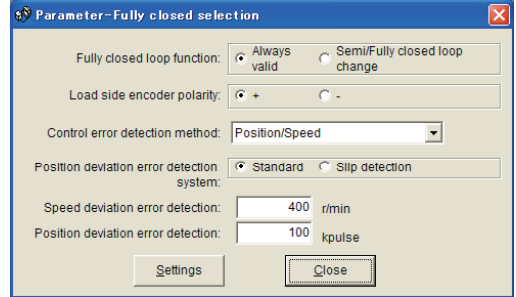 Parameter-Fully closed selection
Fully closed loop function:
Always valid
Semi/Fully closed loop change
Load side encoder polarity:
+
-
Control error detection method:
Position/Speed
Position deviation error detection system:
Standard
Slip detection
Speed deviation error detection:
400
r/min
Position deviation error detection:
100
kpulse
Settings
Close